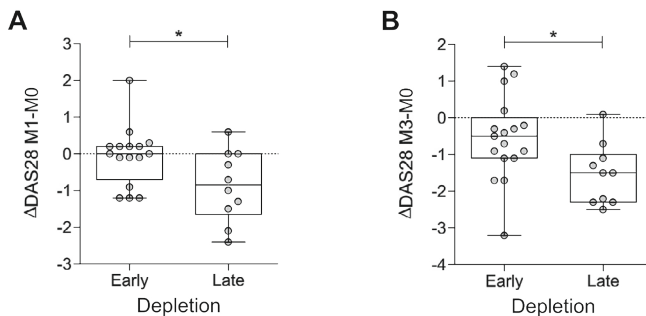 A
ΔDAS28 M1-M0
3
2
1
0
-1
-2
-3
*
Early
Late
Depletion
B
ΔDAS28 M3-M0
2
1
0
-1
-2
-3
-4
*
Early
Late
Depletion